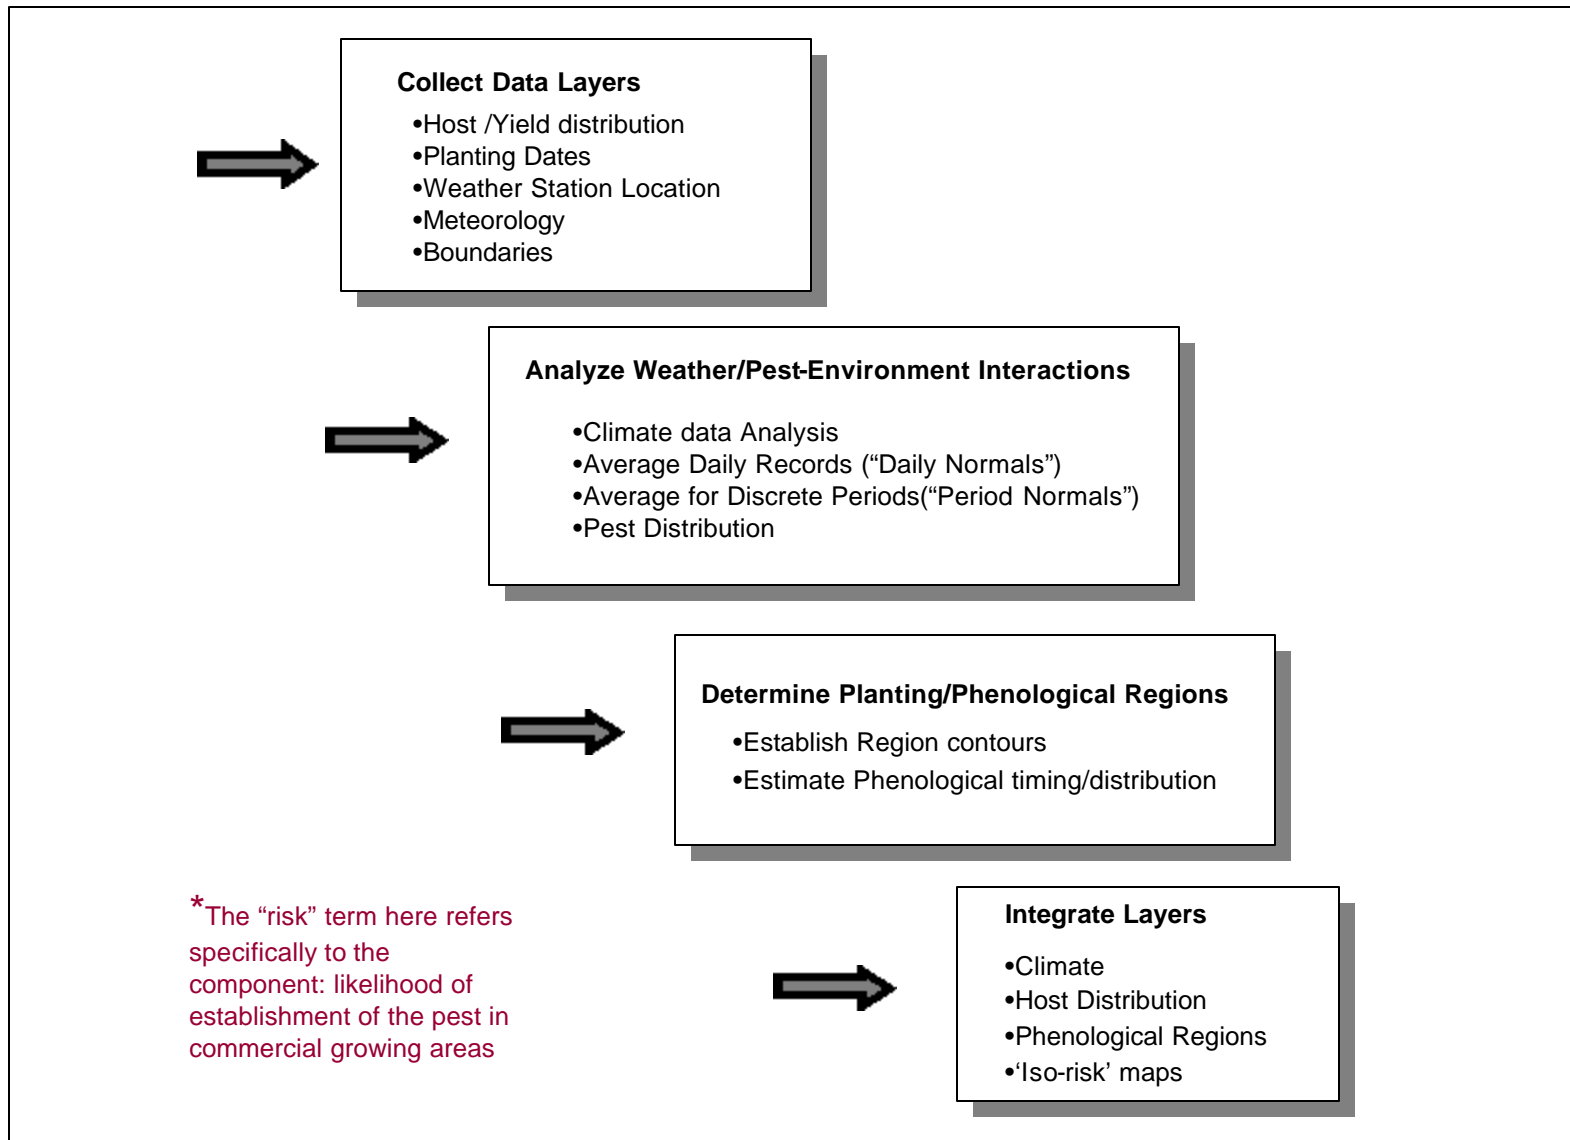 Collect Data Layers
•Host /Yield distribution
•Planting Dates
•Weather Station Location
•Meteorology
•Boundaries
Analyze Weather/Pest-Environment Interactions
•Climate data Analysis
•Average Daily Records (“Daily Normals”)
•Average for Discrete Periods(“Period Normals”)
•Pest Distribution
Determine Planting/Phenological Regions
•Establish Region contours
•Estimate Phenological timing/distribution
*The “risk” term here refers
specifically to the
component: likelihood of
establishment of the pest in
commercial growing areas
Integrate Layers
•Climate
•Host Distribution
•Phenological Regions
•‘Iso-risk’ maps